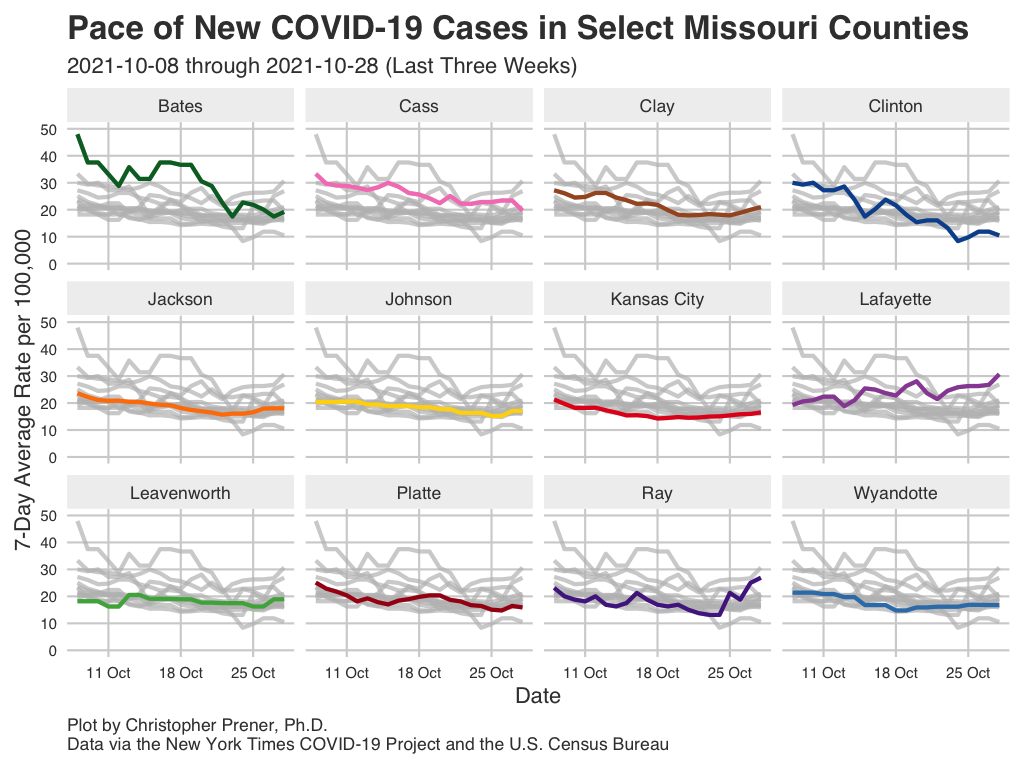 Pace of New COVID-19 Cases in Select Missouri Counties
2021-10-08 through 2021-10-28 (Last Three Weeks)
Bates Cass Clay Clinton
50
40
30
20
10
0
Jackson Johnson Kansas City Lafayette
50
40
30
20
10
0
Leavenworth Platte Ray Wyandotte
50
40
30
20
10
0
7-Day Average Rate per 100,000
11 Oct 18 Oct 25 Oct 11 Oct 18 Oct 25 Oct 11 Oct 18 Oct 25 Oct 11 Oct 18 Oct 25 Oct
Date
Plot by Christopher Prener, Ph.D.
Data via the New York Times COVID-19 Project and the U.S. Census Bureau